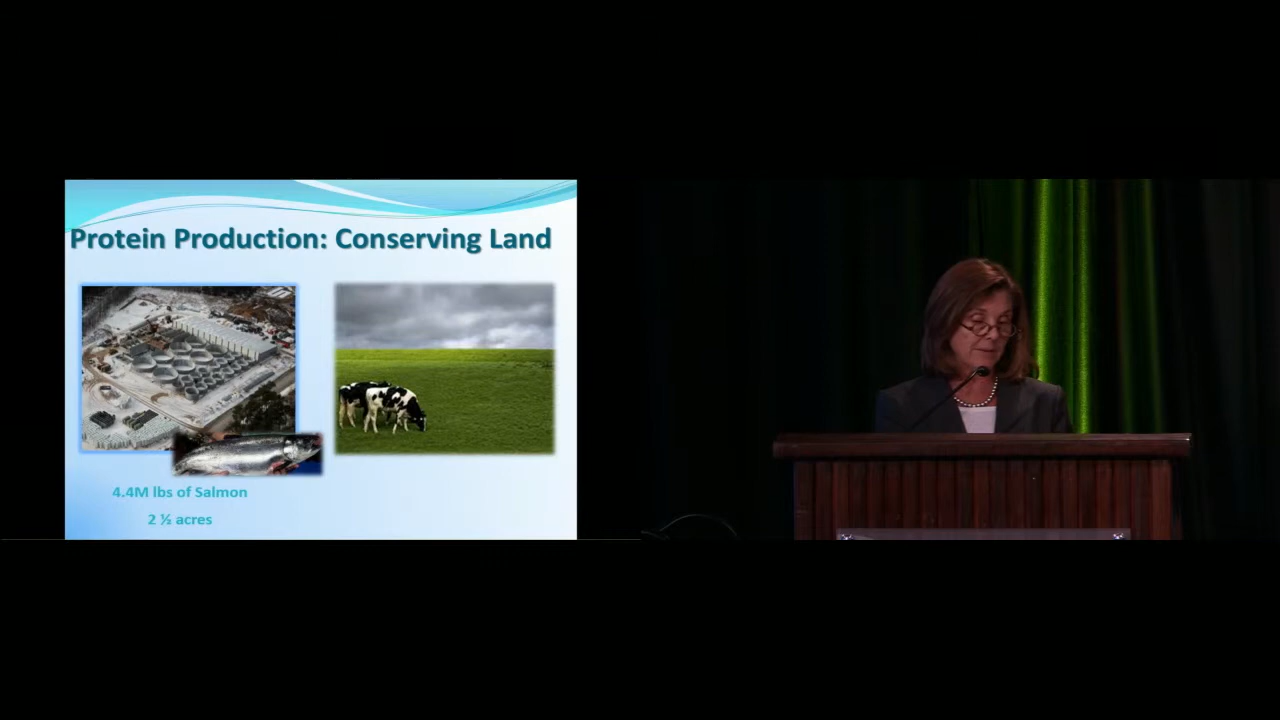 Protein Production: Conserving Land
4.4M lbs of Salmon
2 ½ acres